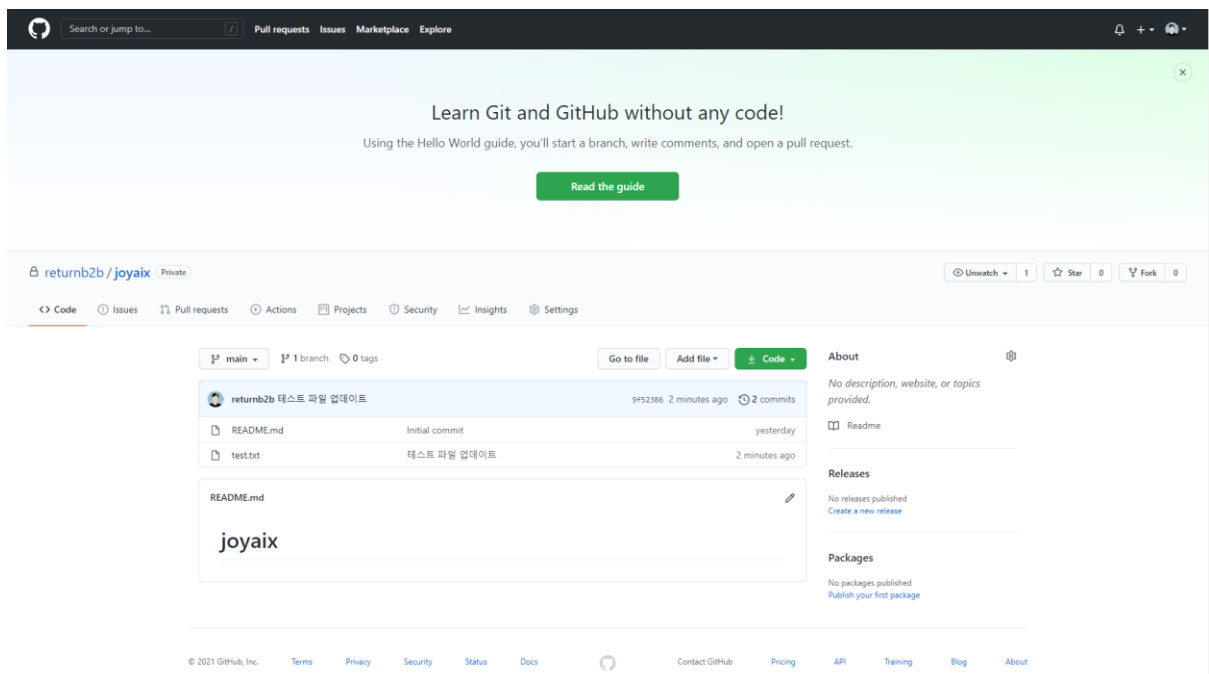 Search or jump to... /
Pull requests Issues Marketplace Explore
Learn Git and GitHub without any code!
Using the Hello World guide, you'll start a branch, write comments, and open a pull request.
Read the guide
returnb2b / joyaix Private
Unwatch 1 Star 0 Fork 0
Code Issues Pull requests Actions Projects Security Insights Settings
main 1 branch 0 tags Go to file Add file Code
returnb2b 테스트 파일 업데이트 9f52386 2 minutes ago 2 commits
README.md Initial commit yesterday
test.txt 테스트 파일 업데이트 2 minutes ago
README.md
joyaix
About
No description, website, or topics
provided.
Readme
Releases
No releases published
Create a new release
Packages
No packages published
Publish your first package
© 2021 GitHub, Inc. Terms Privacy Security Status Docs Contact GitHub Pricing API Training Blog About